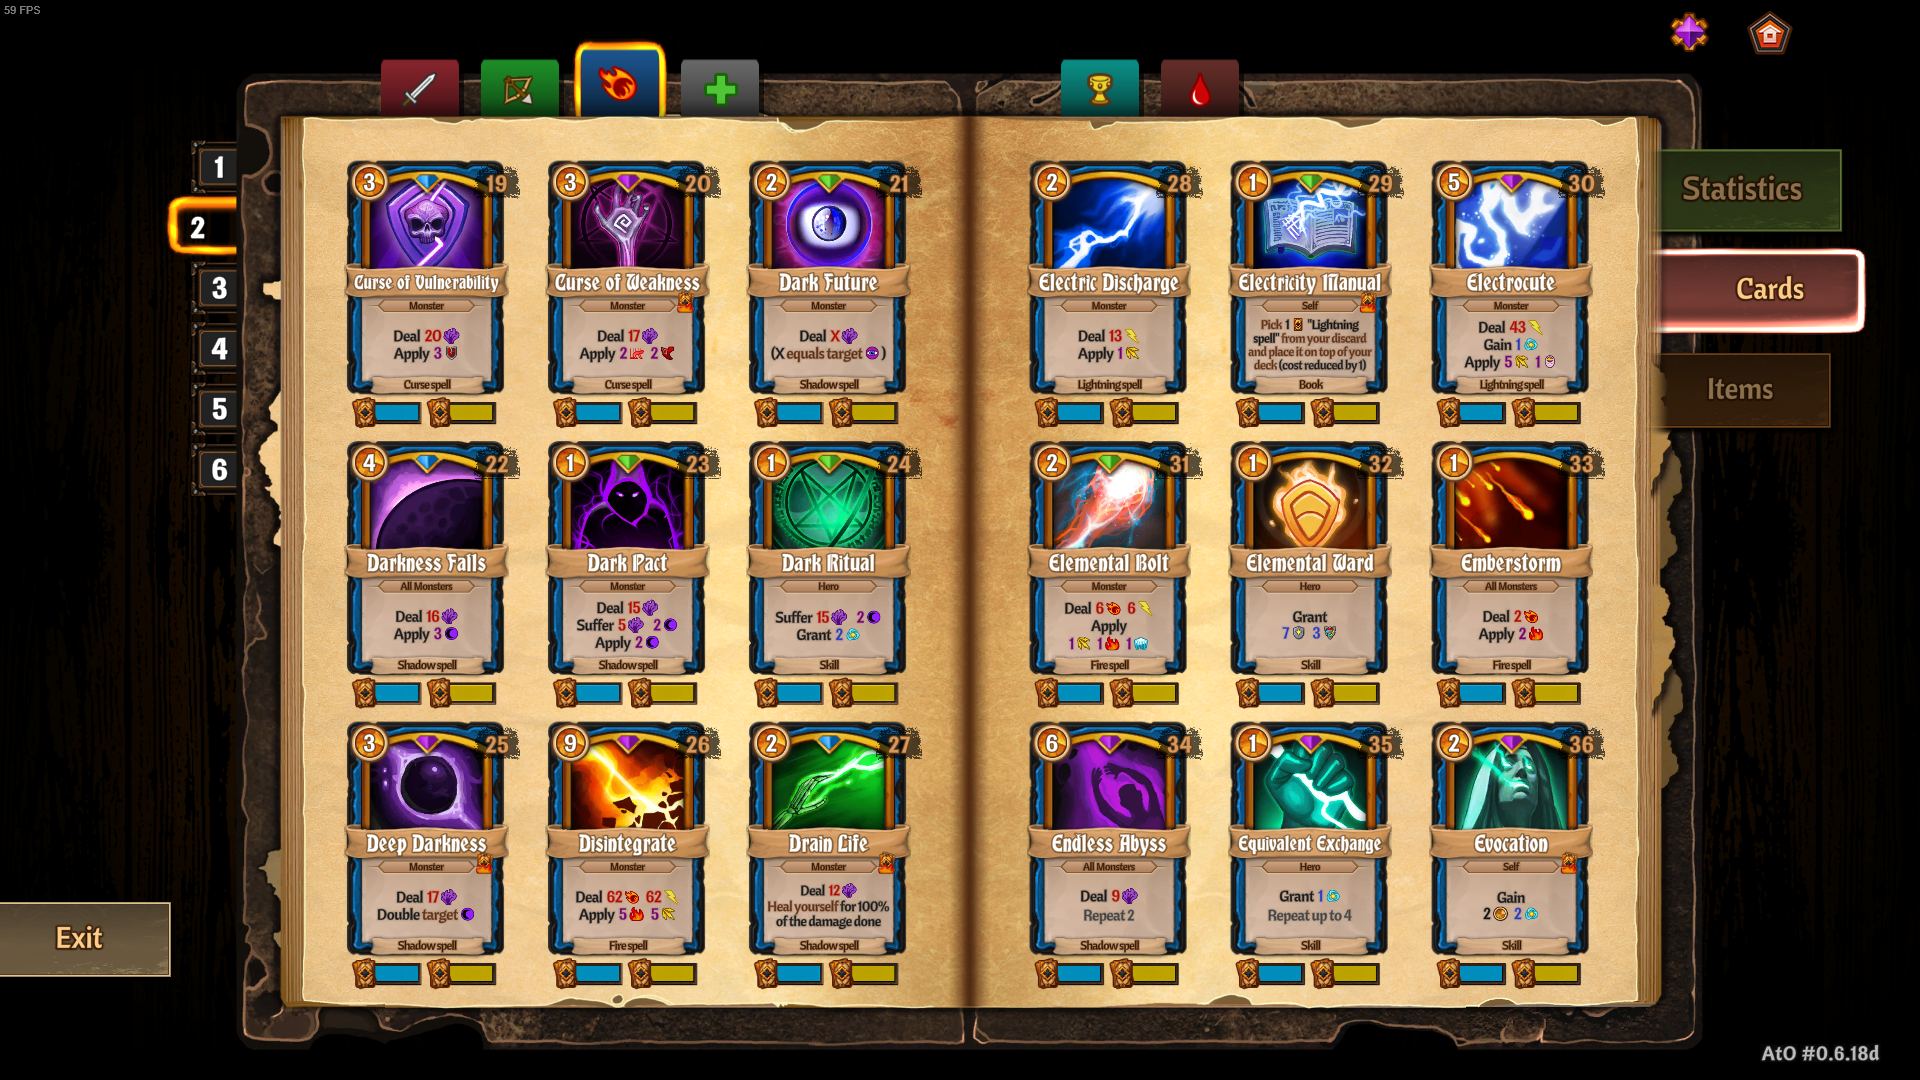 59 FPS
1
2
3
4
5
6
Statistics
Cards
Items
Exit
3 19
Curse of Vulnerability
Monster
Deal 20
Apply 3
Curse spell
3 20
Curse of Weakness
Monster
Deal 17
Apply 2 2
Curse spell
2 21
Dark Future
Monster
Deal X
(X equals target )
Shadow spell
4 22
Darkness Falls
All Monsters
Deal 16
Apply 3
Shadow spell
1 23
Dark Pact
Monster
Deal 15
Suffer 5 2
Apply 2
Shadow spell
1 24
Dark Ritual
Hero
Suffer 15 2
Grant 2
Skill
3 25
Deep Darkness
Monster
Deal 17
Double target
Shadow spell
9 26
Disintegrate
Monster
Deal 62 62
Apply 5 5
Fire spell
2 27
Drain Life
Monster
Deal 12
Heal yourself for 100%
of the damage done
Shadow spell
2 28
Electric Discharge
Monster
Deal 13
Apply 1
Lightning spell
1 29
Electricity Manual
Self
Pick 1 "Lightning
spell" from your discard
and place it on top of your
deck (cost reduced by 1)
Book
5 30
Electrocute
Monster
Deal 43
Gain 1
Apply 5 1
Lightning spell
2 31
Elemental Bolt
Monster
Deal 6 6
Apply
1 1 1
Fire spell
1 32
Elemental Ward
Hero
Grant
7 3
Skill
1 33
Emberstorm
All Monsters
Deal 2
Apply 2
Fire spell
6 34
Endless Abyss
All Monsters
Deal 9
Repeat 2
Shadow spell
1 35
Equivalent Exchange
Hero
Grant 1
Repeat up to 4
Skill
2 36
Evocation
Self
Gain
2 2
Skill
AtO #0.6.18d